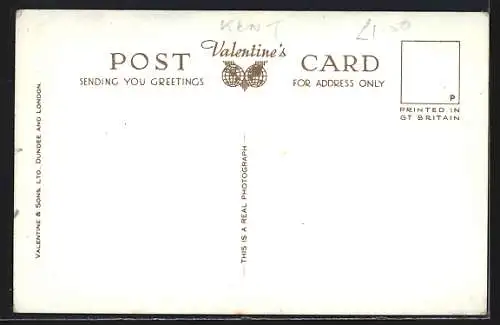 KENT
£1.50
Valentine's
POST CARD
SENDING YOU GREETINGS
FOR ADDRESS ONLY
P
PRINTED IN
GT BRITAIN
VALENTINE & SONS, LTD. DUNDEE AND LONDON.
THIS IS A REAL PHOTOGRAPH